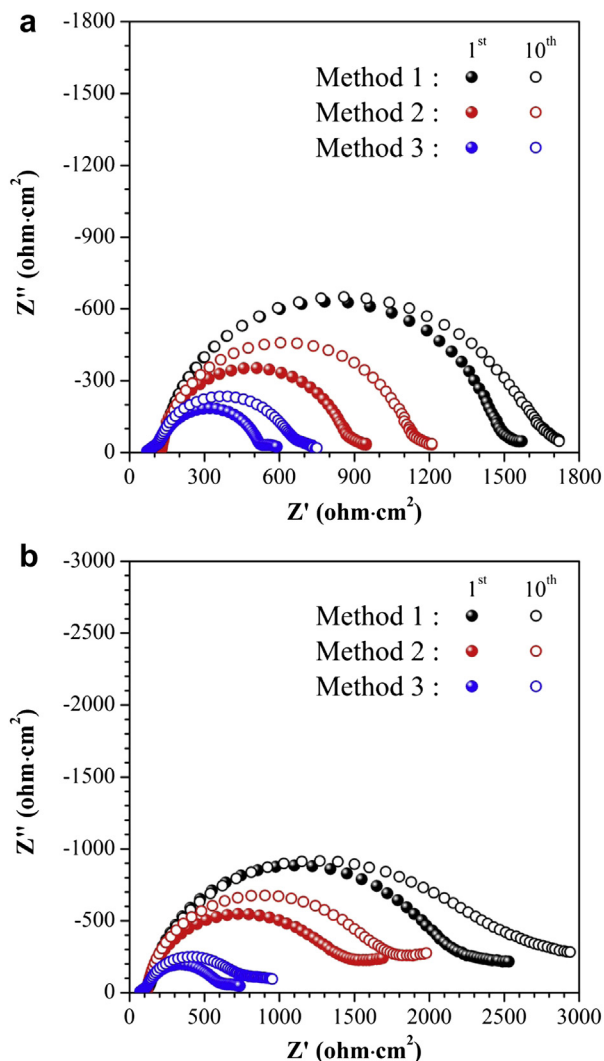 a
-1800
-1500
-1200
-900
-600
-300
0
Z'' (ohm·cm²)
1st 10th
Method 1 :
Method 2 :
Method 3 :
300 600 900 1200 1500 1800
Z' (ohm·cm²)
b
-3000
-2500
-2000
-1500
-1000
-500
0
Z'' (ohm·cm²)
1st 10th
Method 1 :
Method 2 :
Method 3 :
500 1000 1500 2000 2500 3000
Z' (ohm·cm²)